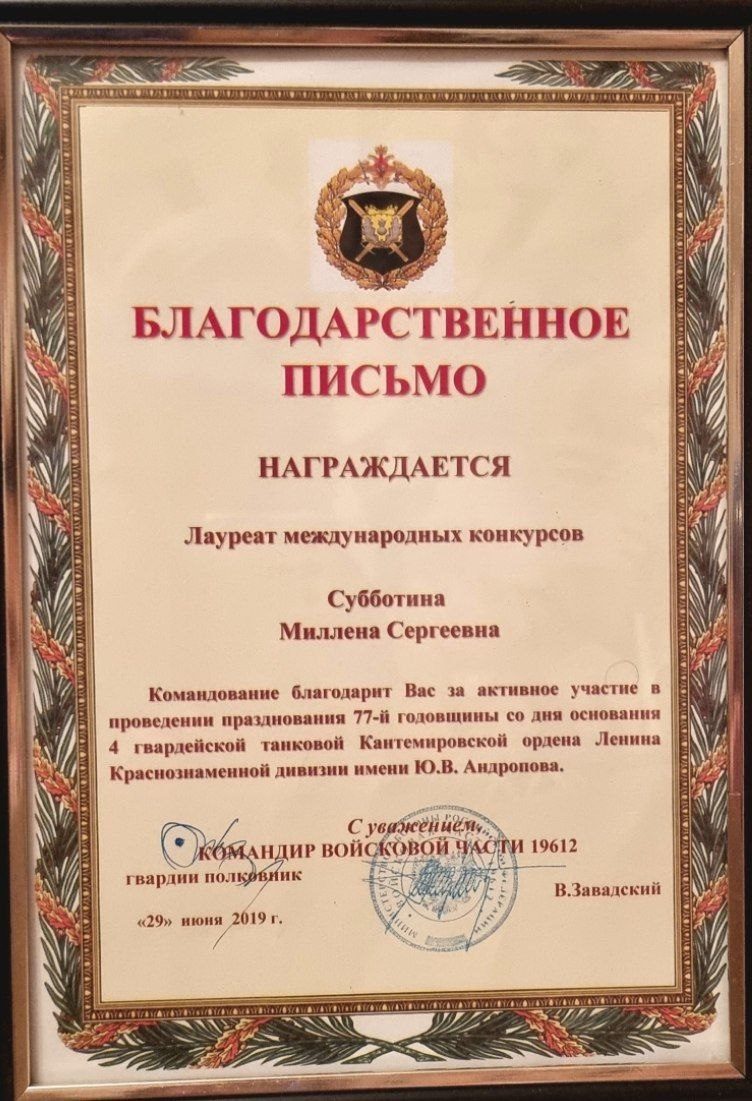 БЛАГОДАРСТВЕННОЕ
ПИСЬМО
НАГРАЖДАЕТСЯ
Лауреат международных конкурсов
Субботина
Миллена Сергеевна
Командование благодарит Вас за активное участие в
проведении празднования 77-й годовщины со дня основания
4 гвардейской танковой Кантемировской ордена Ленина
Краснознаменной дивизии имени Ю.В. Андропова.
С уважением,
КОМАНДИР ВОЙСКОВОЙ ЧАСТИ 19612
гвардии полковник
В.Завадский
«29» июня 2019 г.